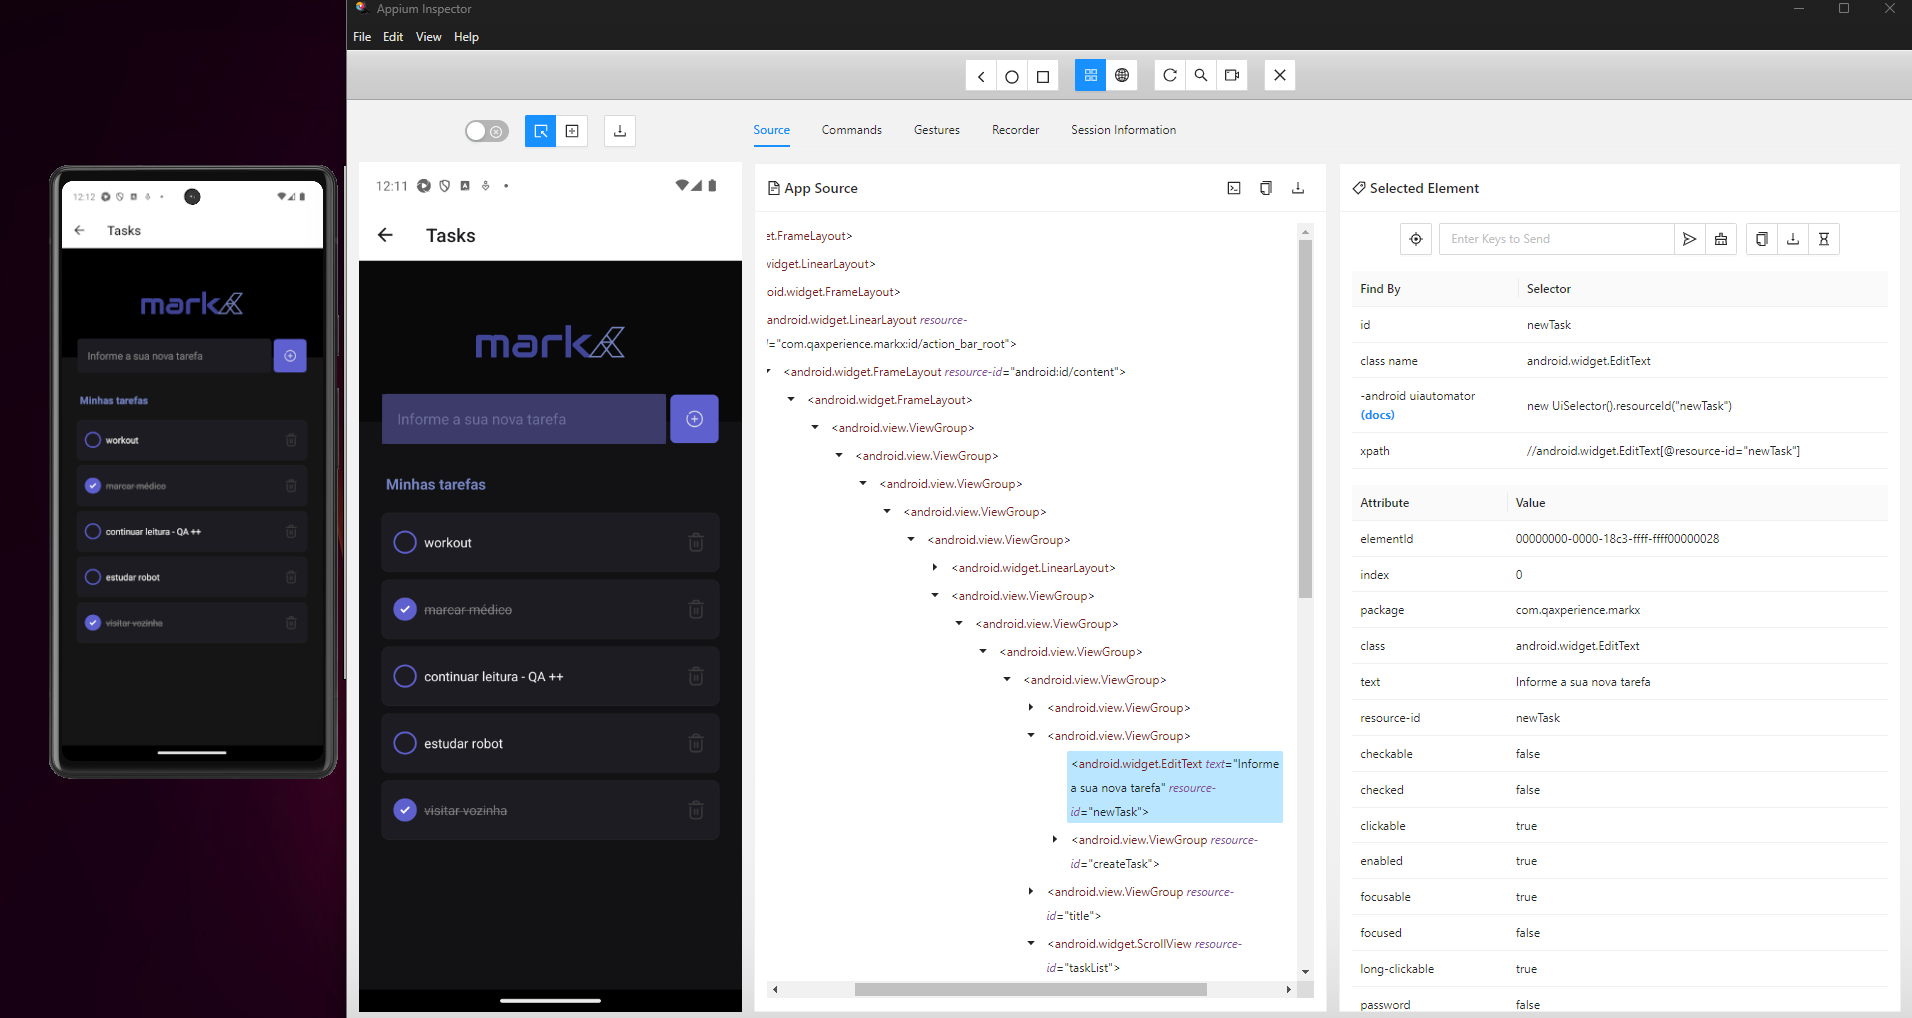 Appium Inspector
File Edit View Help
Source Commands Gestures Recorder Session Information
12:12
Tasks
markX
Informe a sua nova tarefa
Minhas tarefas
workout
marcar médico
continuar leitura - QA ++
estudar robot
visitar vozinha
12:11
Tasks
markX
Informe a sua nova tarefa
Minhas tarefas
workout
marcar médico
continuar leitura - QA ++
estudar robot
visitar vozinha
App Source
et.FrameLayout>
widget.LinearLayout>
oid.widget.FrameLayout>
android.widget.LinearLayout resource-
="com.qaxperience.markx:id/action_bar_root">
<android.widget.FrameLayout resource-id="android:id/content">
<android.widget.FrameLayout>
<android.view.ViewGroup>
<android.view.ViewGroup>
<android.view.ViewGroup>
<android.view.ViewGroup>
<android.view.ViewGroup>
<android.widget.LinearLayout>
<android.view.ViewGroup>
<android.view.ViewGroup>
<android.view.ViewGroup>
<android.view.ViewGroup>
<android.view.ViewGroup>
<android.view.ViewGroup>
<android.widget.EditText text="Informe
a sua nova tarefa" resource-
id="newTask">
<android.view.ViewGroup resource-
id="createTask">
<android.view.ViewGroup resource-
id="title">
<android.widget.ScrollView resource-
id="taskList">
Selected Element
Enter Keys to Send
Find By Selector
id newTask
class name android.widget.EditText
-android uiautomator
(docs) new UiSelector().resourceId("newTask")
xpath //android.widget.EditText[@resource-id="newTask"]
Attribute Value
elementId 00000000-0000-18c3-ffff-ffff00000028
index 0
package com.qaxperience.markx
class android.widget.EditText
text Informe a sua nova tarefa
resource-id newTask
checkable false
checked false
clickable true
enabled true
focusable true
focused false
long-clickable true
password false